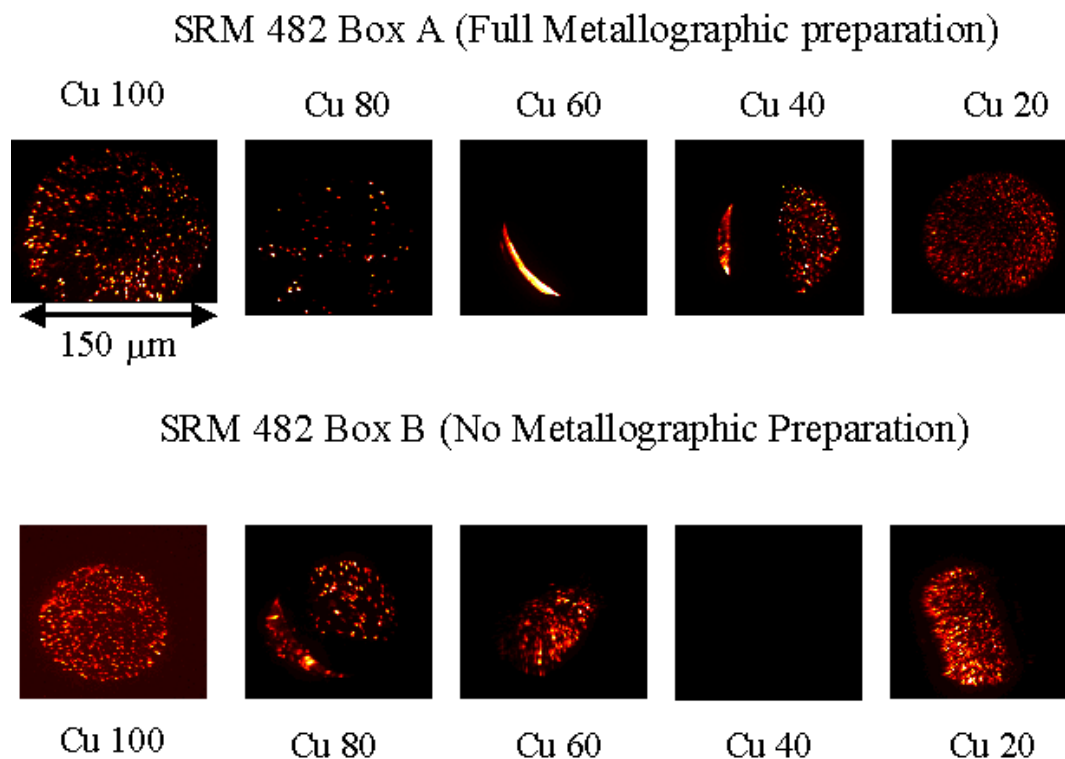 SRM 482 Box A (Full Metallographic preparation)
Cu 100 Cu 80 Cu 60 Cu 40 Cu 20
150 μm
SRM 482 Box B (No Metallographic Preparation)
Cu 100 Cu 80 Cu 60 Cu 40 Cu 20